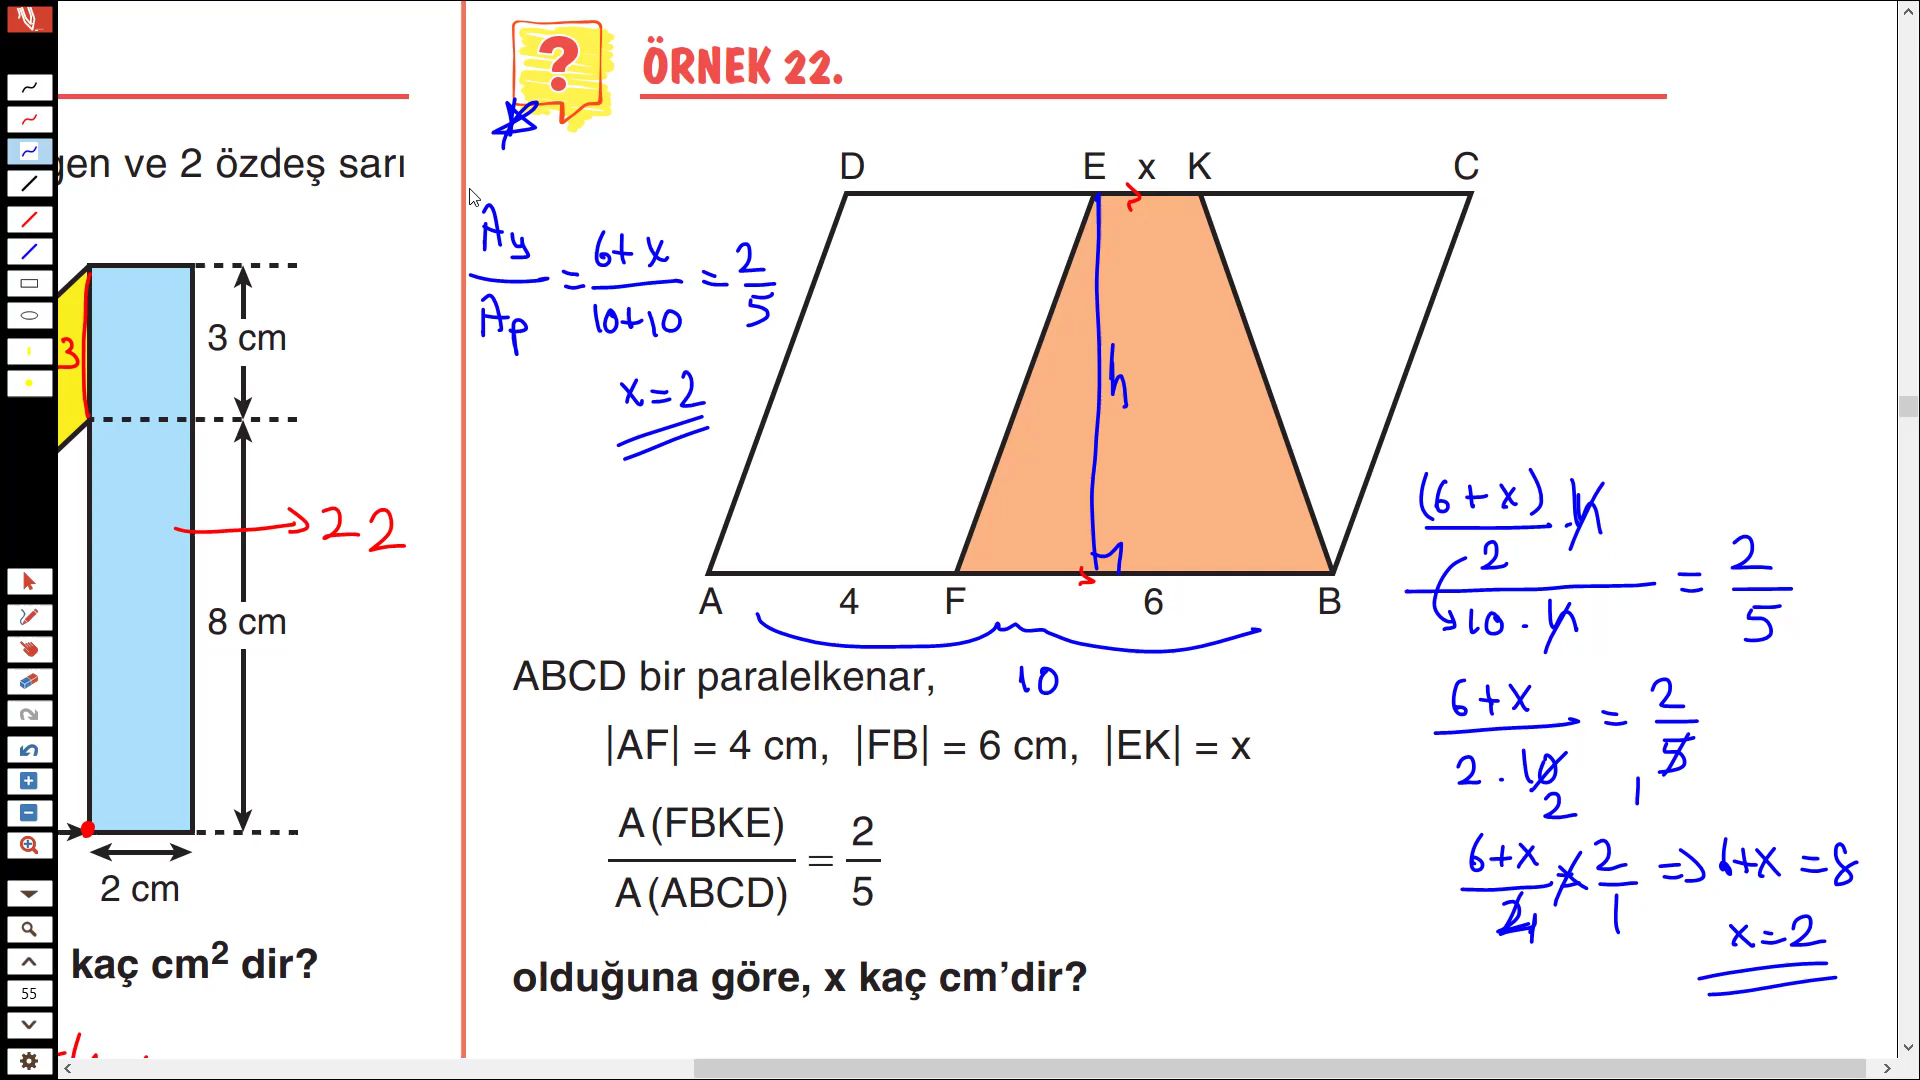 gen ve 2 özdeş sarı
3 cm
3
22
8 cm
2 cm
kaç cm² dir?
55
ÖRNEK 22.
D E x K C
Ay/Ap = 6+x/10+10 = 2/5
x=2
h
A 4 F 6 B
10
ABCD bir paralelkenar,
|AF| = 4 cm, |FB| = 6 cm, |EK| = x
A(FBKE)/A(ABCD) = 2/5
olduğuna göre, x kaç cm'dir?
(6+x)/2 · h / 10 · h = 2/5
6+x/2 · 10 = 2/5
2 1
6+x/2 1 x 2/1 => 6+x = 8
x=2